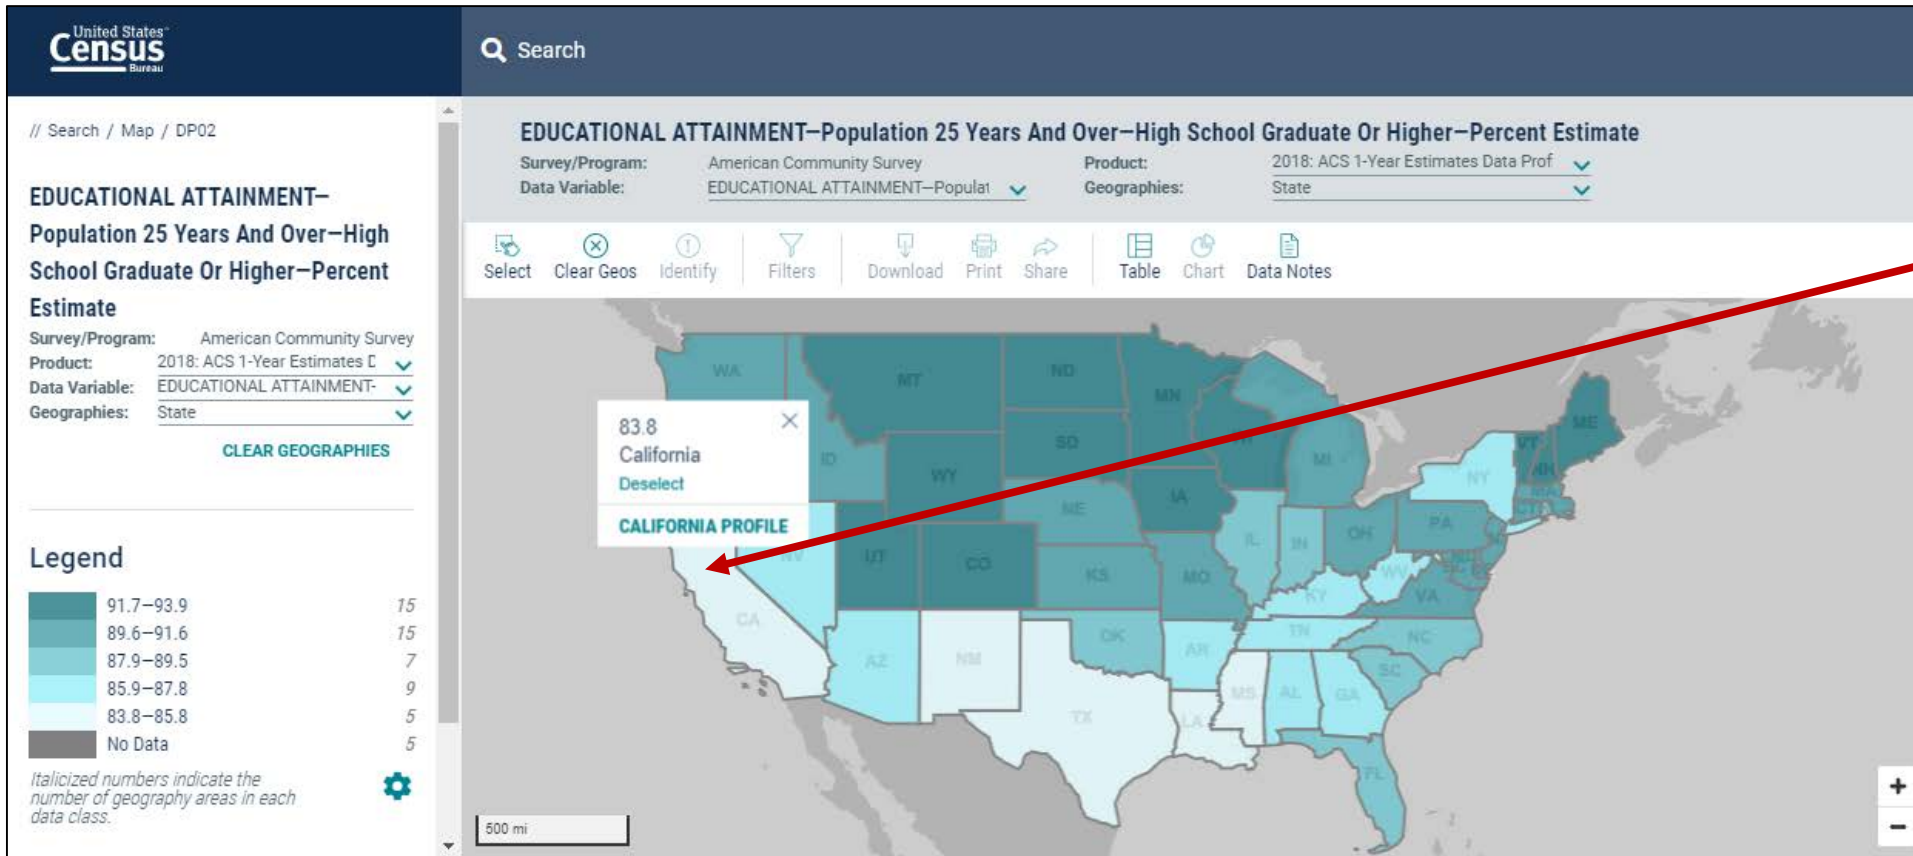 United States™
Census
Bureau
Search
// Search / Map / DP02
EDUCATIONAL ATTAINMENT—
Population 25 Years And Over—High
School Graduate Or Higher—Percent
Estimate
Survey/Program: American Community Survey
Product: 2018: ACS 1-Year Estimates D
Data Variable: EDUCATIONAL ATTAINMENT-
Geographies: State
CLEAR GEOGRAPHIES
Legend
91.7—93.9 15
89.6—91.6 15
87.9—89.5 7
85.9—87.8 9
83.8—85.8 5
No Data 5
Italicized numbers indicate the
number of geography areas in each
data class.
EDUCATIONAL ATTAINMENT—Population 25 Years And Over—High School Graduate Or Higher—Percent Estimate
Survey/Program: American Community Survey Product: 2018: ACS 1-Year Estimates Data Prof
Data Variable: EDUCATIONAL ATTAINMENT—Populat Geographies: State
Select Clear Geos Identify Filters Download Print Share Table Chart Data Notes
83.8
California
Deselect
CALIFORNIA PROFILE
WA MT ND MN ME
ID WY SD MI VT NH
NY MA
NE IA PA
NV UT CO KS MO IL IN OH WV VA
CA KY
AZ NM OK AR TN NC
SC
TX LA MS AL GA
FL
500 mi
+
−